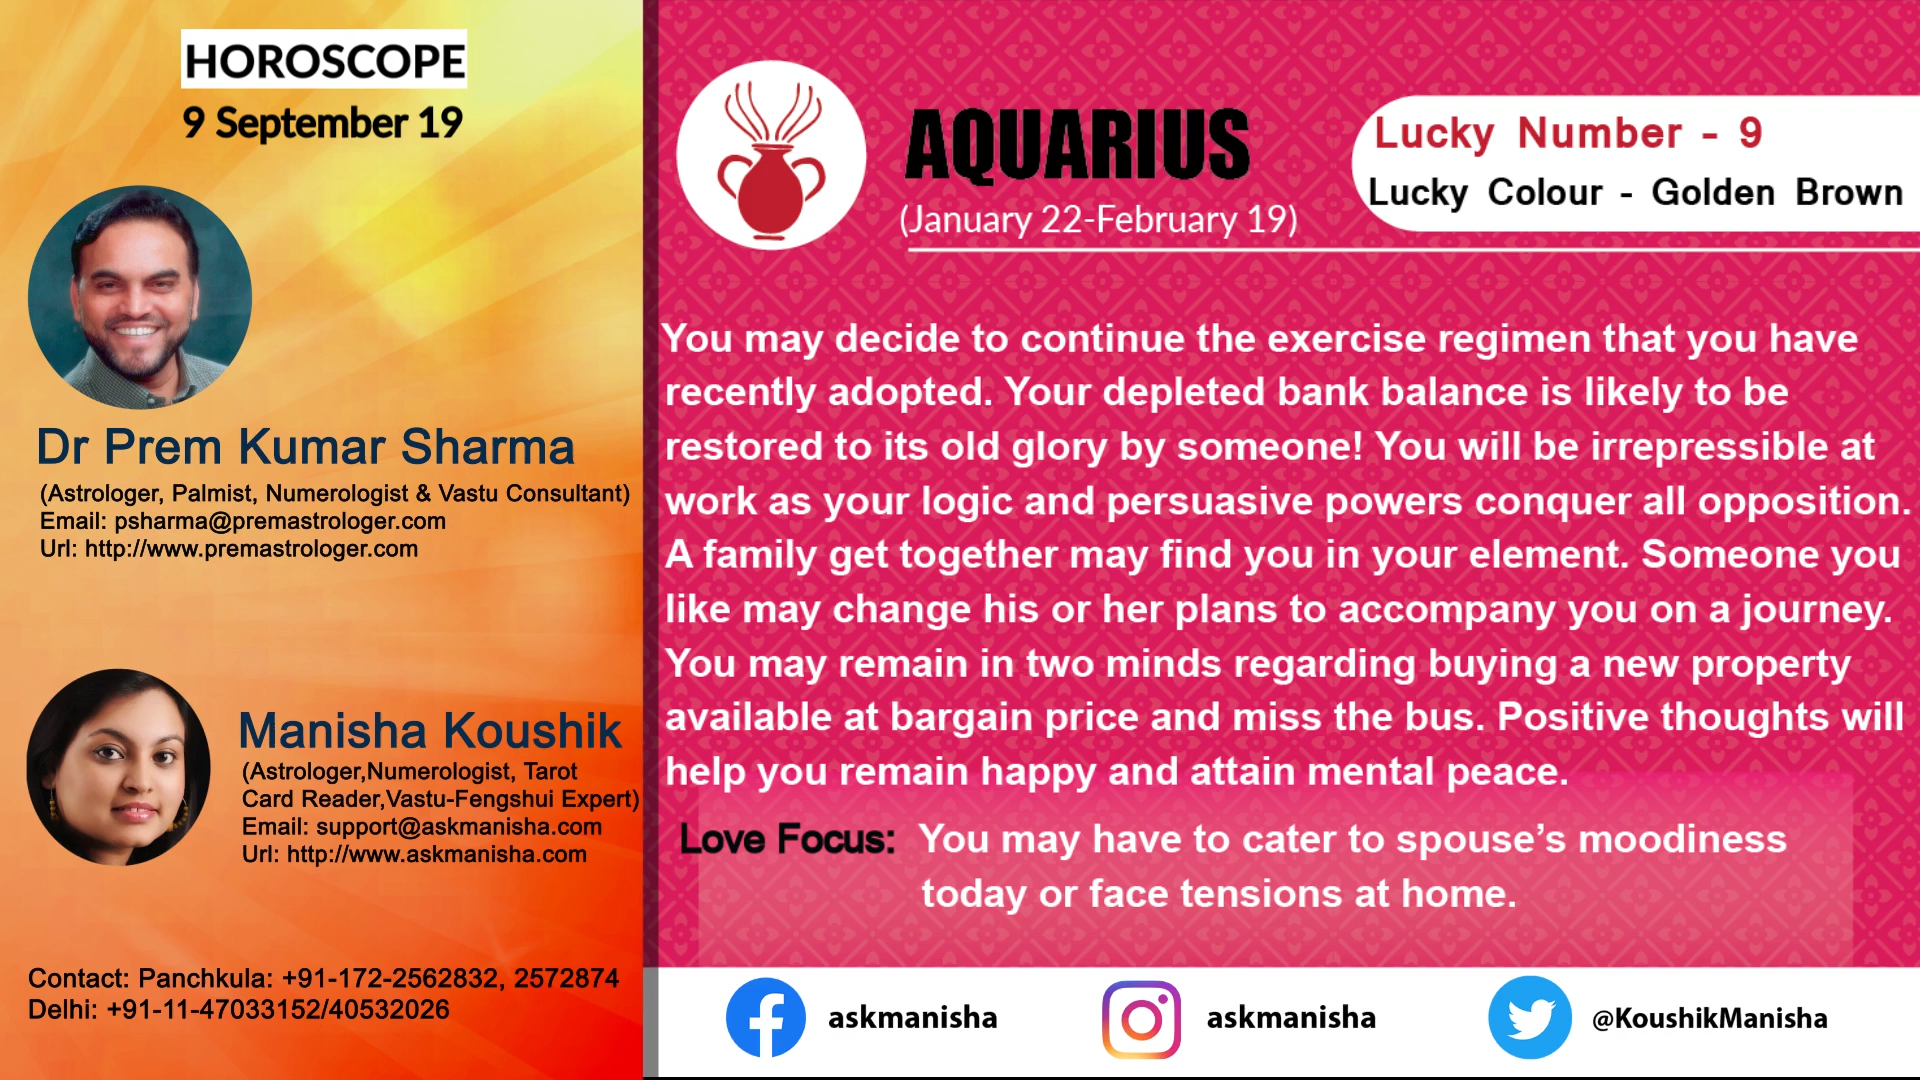 HOROSCOPE
9 September 19
Dr Prem Kumar Sharma
(Astrologer, Palmist, Numerologist & Vastu Consultant)
Email: psharma@premastrologer.com
Url: http://www.premastrologer.com
Manisha Koushik
(Astrologer,Numerologist, Tarot
Card Reader,Vastu-Fengshui Expert)
Email: support@askmanisha.com
Url: http://www.askmanisha.com
Contact: Panchkula: +91-172-2562832, 2572874
Delhi: +91-11-47033152/40532026
AQUARIUS
(January 22-February 19)
Lucky Number - 9
Lucky Colour - Golden Brown
You may decide to continue the exercise regimen that you have
recently adopted. Your depleted bank balance is likely to be
restored to its old glory by someone! You will be irrepressible at
work as your logic and persuasive powers conquer all opposition.
A family get together may find you in your element. Someone you
like may change his or her plans to accompany you on a journey.
You may remain in two minds regarding buying a new property
available at bargain price and miss the bus. Positive thoughts will
help you remain happy and attain mental peace.
Love Focus: You may have to cater to spouse’s moodiness
today or face tensions at home.
askmanisha
askmanisha
@KoushikManisha